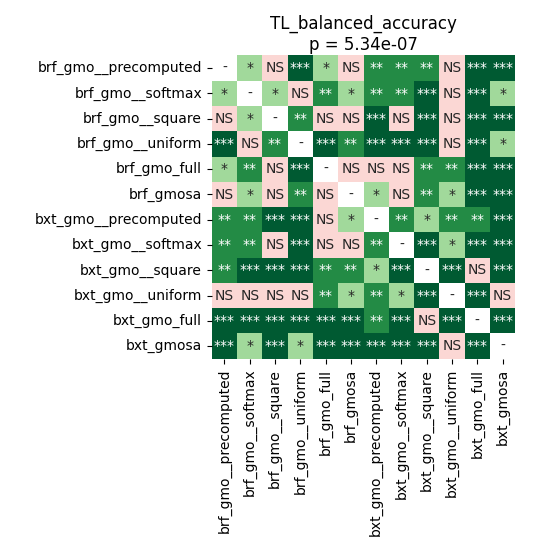 TL_balanced_accuracy
p = 5.34e-07
brf_gmo__precomputed - * NS *** * NS ** ** ** NS *** ***
brf_gmo__softmax * - * NS ** * ** ** *** NS *** *
brf_gmo__square NS * - ** NS NS *** NS *** NS *** ***
brf_gmo__uniform *** NS ** - *** ** *** *** *** NS *** *
brf_gmo_full * ** NS *** - NS NS NS ** ** *** ***
brf_gmosa NS * NS ** NS - * NS ** * *** ***
bxt_gmo__precomputed ** ** *** *** NS * - ** * ** ** ***
bxt_gmo__softmax ** ** NS *** NS NS ** - *** * *** ***
bxt_gmo__square ** *** *** *** ** ** * *** - *** NS ***
bxt_gmo__uniform NS NS NS NS ** * ** * *** - *** NS
bxt_gmo_full *** *** *** *** *** *** ** *** NS *** - ***
bxt_gmosa *** * *** * *** *** *** *** *** NS *** -
brf_gmo__precomputed
brf_gmo__softmax
brf_gmo__square
brf_gmo__uniform
brf_gmo_full
brf_gmosa
bxt_gmo__precomputed
bxt_gmo__softmax
bxt_gmo__square
bxt_gmo__uniform
bxt_gmo_full
bxt_gmosa